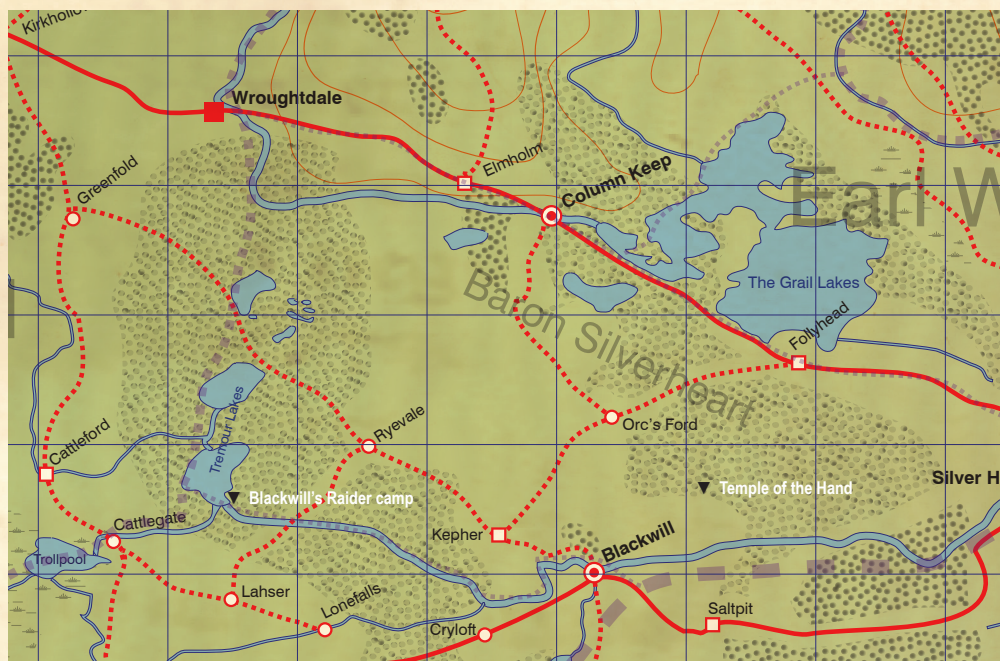 Kirkhollow
Wroughtdale
Elmholm
Column Keep
Greenfold
Earl W
The Grail Lakes
Baron Silverheart
Follyhead
Tremour Lakes
Ryevale
Orc's Ford
Cattleford
Blackwill's Raider camp
Temple of the Hand
Silver H
Cattlegate
Kepher
Blackwill
Trollpool
Lahser
Lonefalls
Cryloft
Saltpit